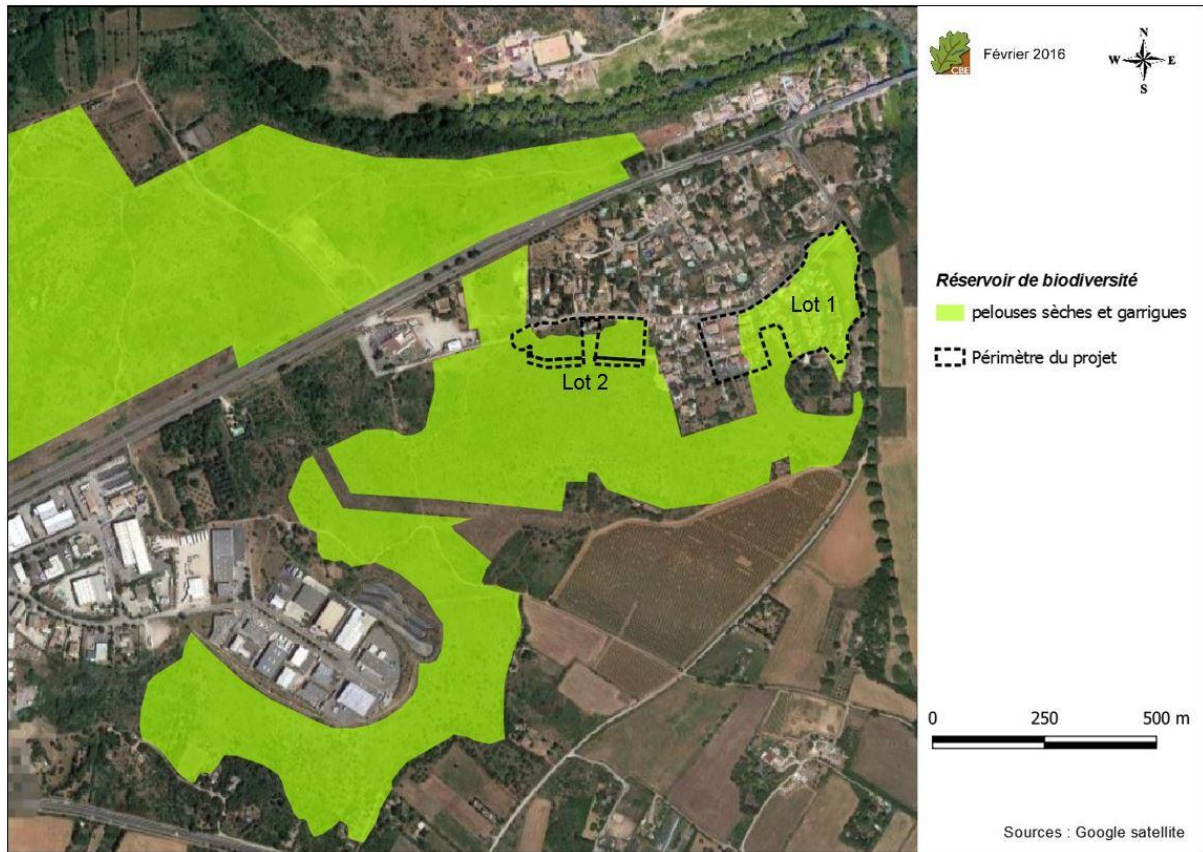 CBE
Février 2016
N
W E
S
Lot 1
Lot 2
Réservoir de biodiversité
pelouses sèches et garrigues
Périmètre du projet
0 250 500 m
Sources : Google satellite